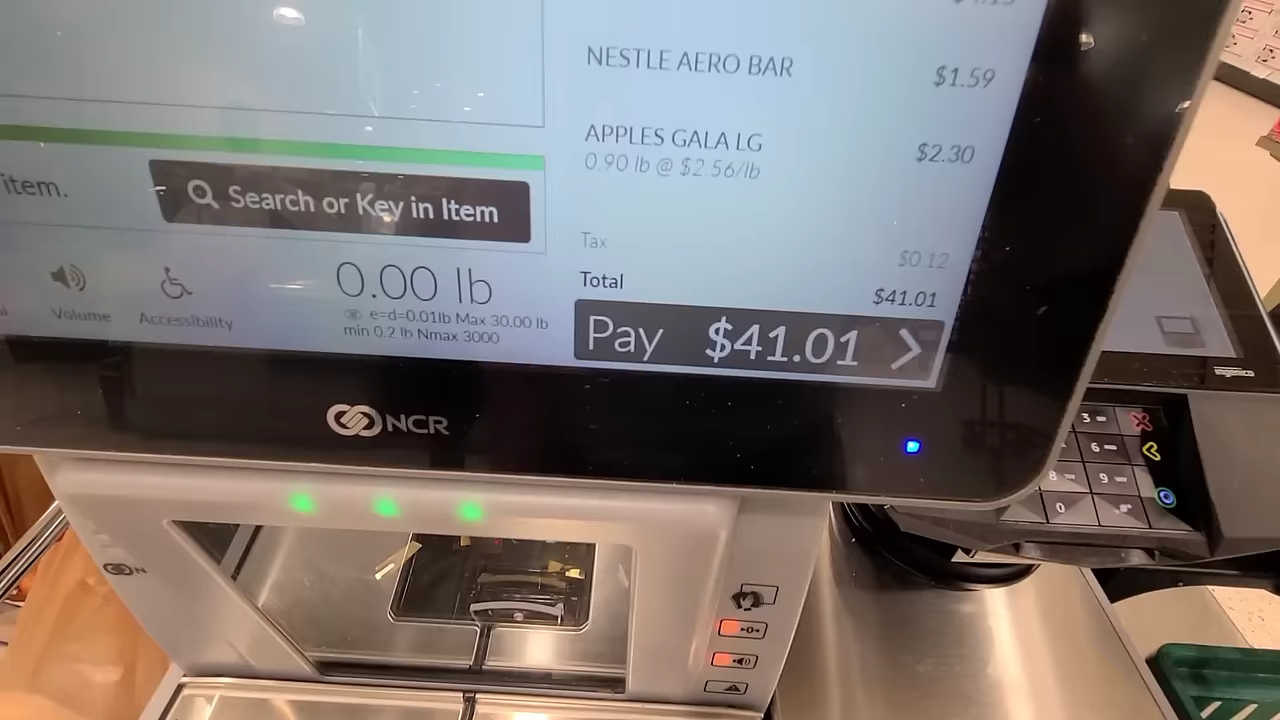 NESTLE AERO BAR
$1.59
APPLES GALA LG
0.90 lb @ $2.56/lb
$2.30
item.
Search or Key in Item
Tax
$0.12
Total
$41.01
Volume
Accessibility
0.00 lb
e=d=0.01lb Max 30.00 lb
min 0.2 lb Nmax 3000
Pay $41.01
NCR
3
6
8
9
0
N